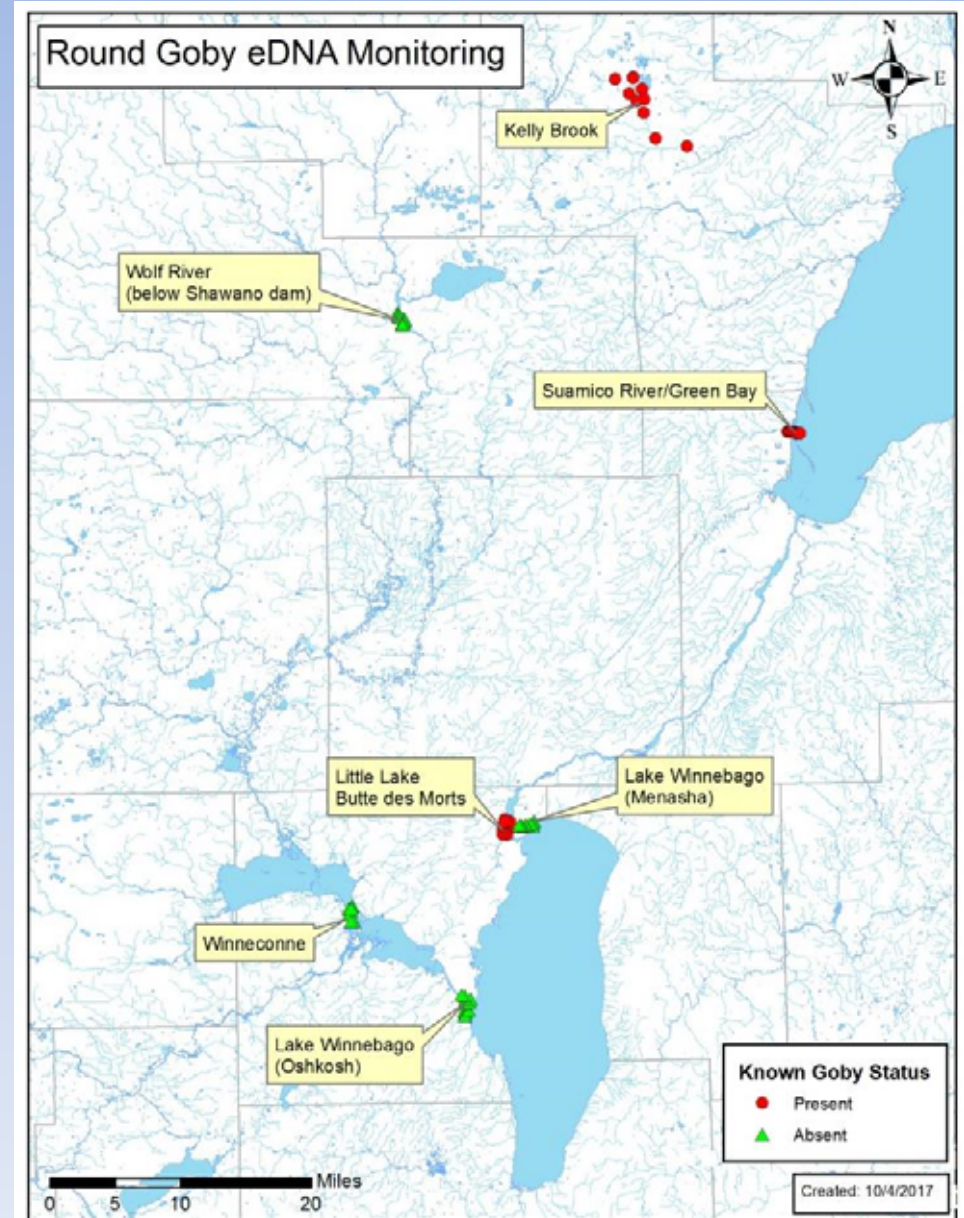 Round Goby eDNA Monitoring
N
W E
S
Kelly Brook
Wolf River
(below Shawano dam)
Suamico River/Green Bay
Little Lake
Butte des Morts
Lake Winnebago
(Menasha)
Winneconne
Lake Winnebago
(Oshkosh)
Known Goby Status
Present
Absent
Miles
0 5 10 20
Created: 10/4/2017